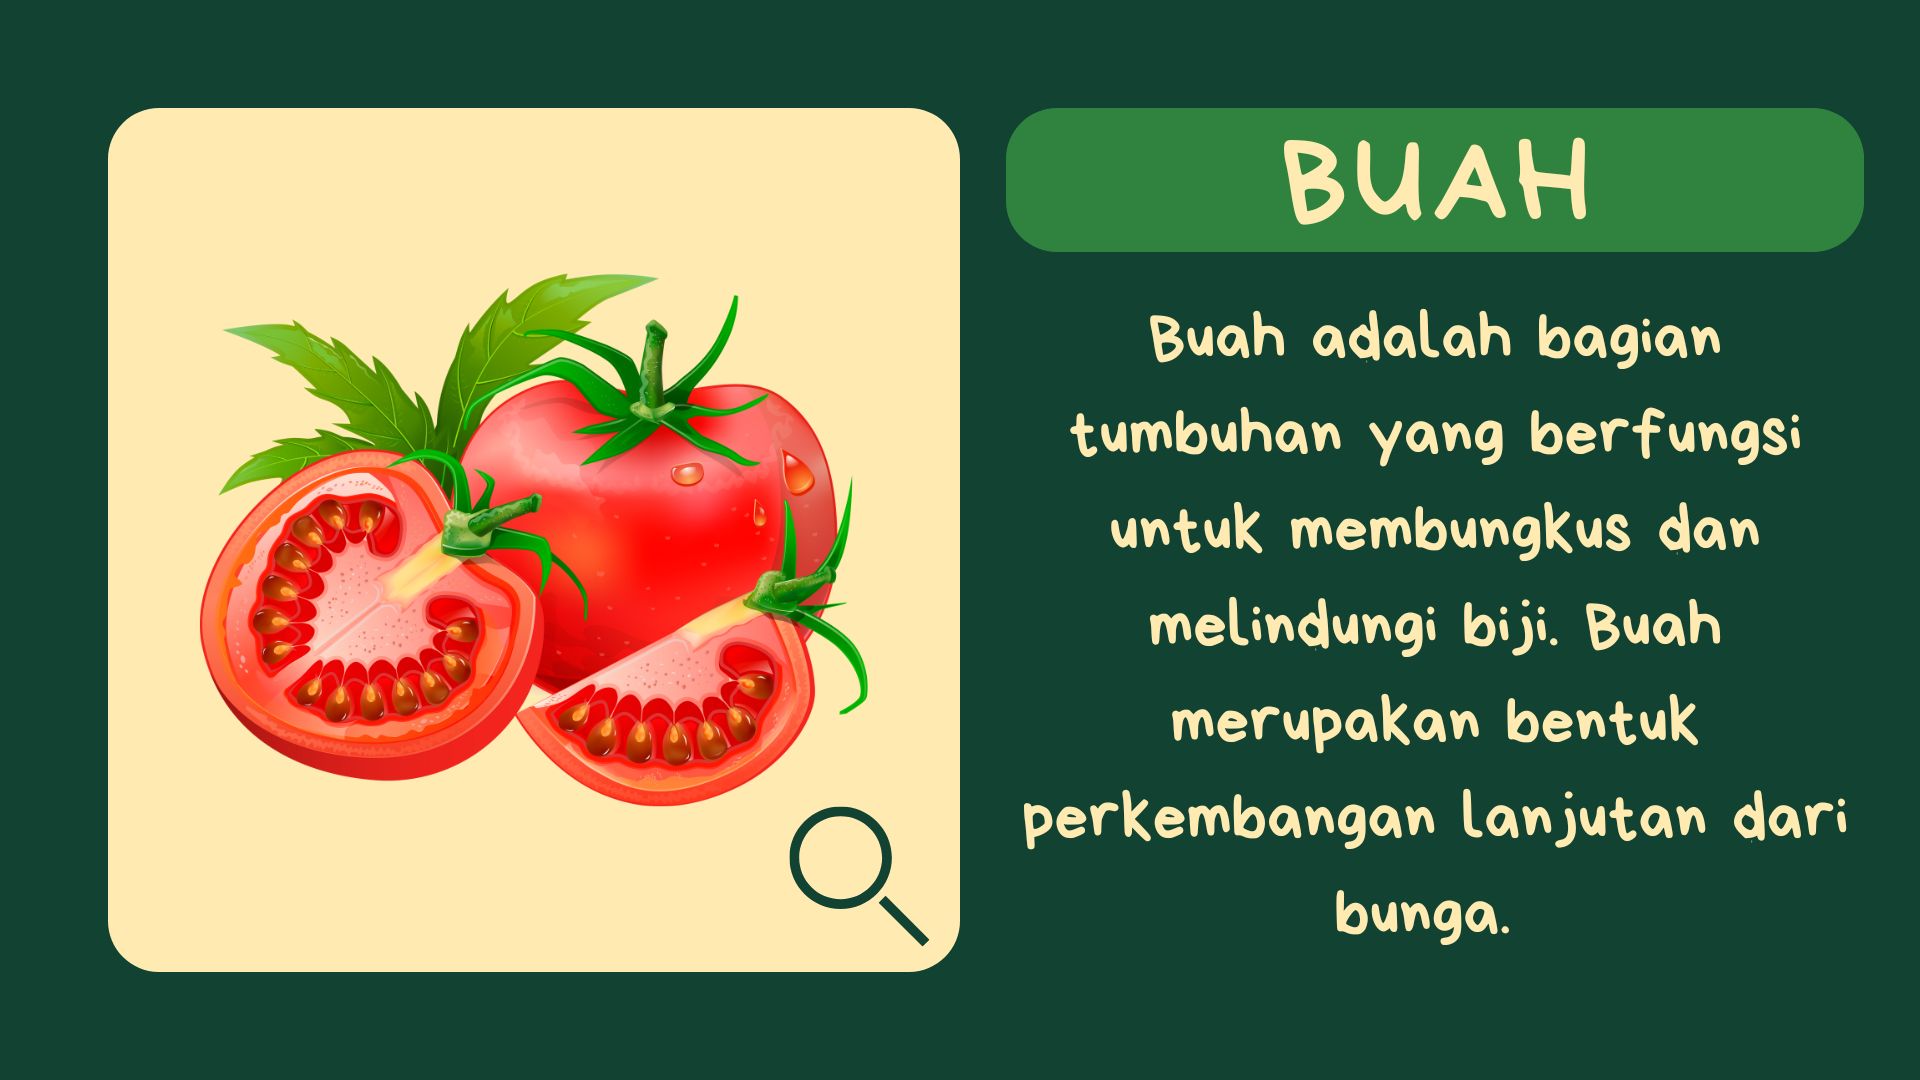 BUAH
Buah adalah bagian
tumbuhan yang berfungsi
untuk membungkus dan
melindungi biji. Buah
merupakan bentuk
perkembangan lanjutan dari
bunga.